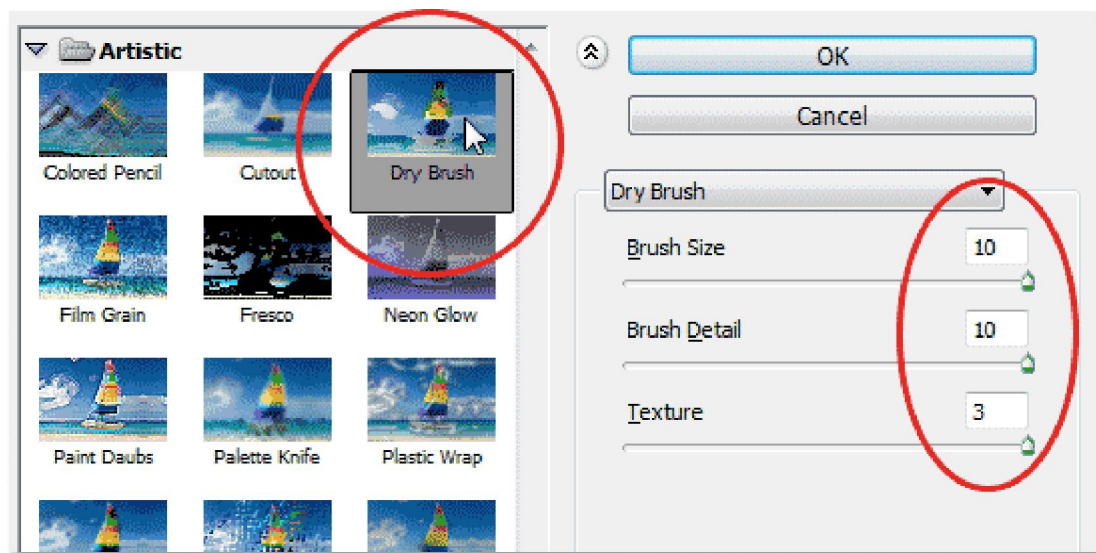 Artistic
Colored Pencil
Cutout
Dry Brush
Film Grain
Fresco
Neon Glow
Paint Daubs
Palette Knife
Plastic Wrap
OK
Cancel
Dry Brush
Brush Size 10
Brush Detail 10
Texture 3